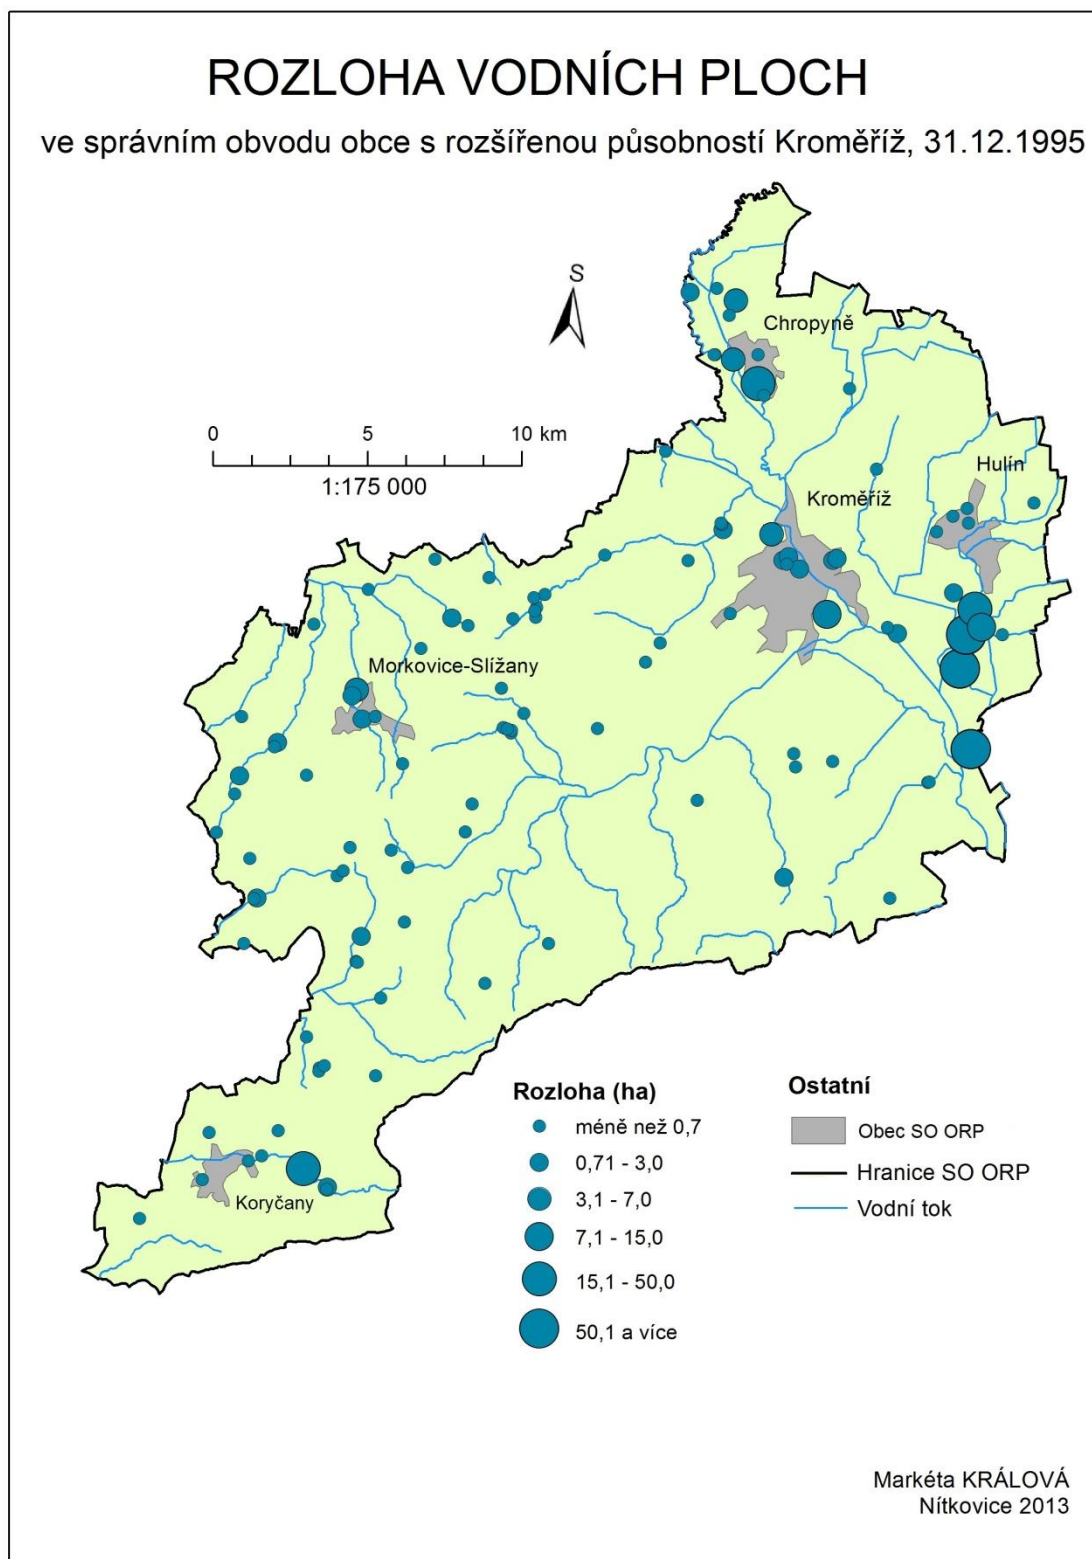 ROZLOHA VODNÍCH PLOCH
ve správním obvodu obce s rozšířenou působností Kroměříž, 31.12.1995
S
Chropyně
0 5 10 km
1:175 000
Hulín
Kroměříž
Morkovice-Slížany
Koryčany
Rozloha (ha)
méně než 0,7
0,71 - 3,0
3,1 - 7,0
7,1 - 15,0
15,1 - 50,0
50,1 a více
Ostatní
Obec SO ORP
Hranice SO ORP
Vodní tok
Markéta KRÁLOVÁ
Nítkovice 2013